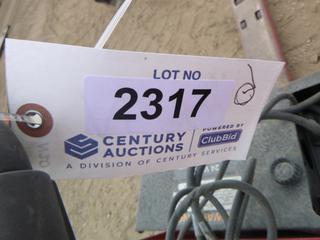 LOT NO
2317
CENTURY AUCTIONS
POWERED BY
ClubBid
A DIVISION OF CENTURY SERVICES